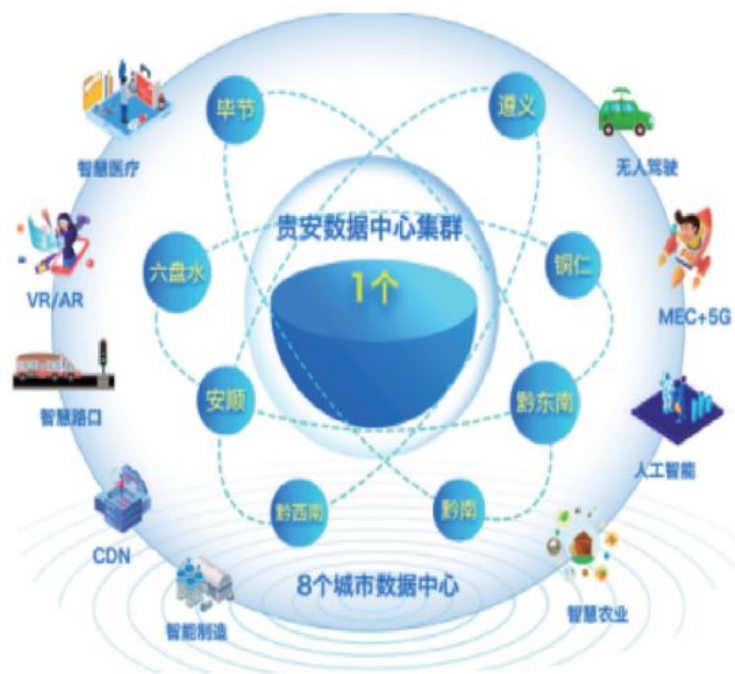 毕节
遵义
智慧医疗
无人驾驶
贵安数据中心集群
六盘水
1个
铜仁
VR/AR
MEC+5G
安顺
黔东南
智慧路口
人工智能
黔西南
黔南
CDN
8个城市数据中心
智能制造
智慧农业